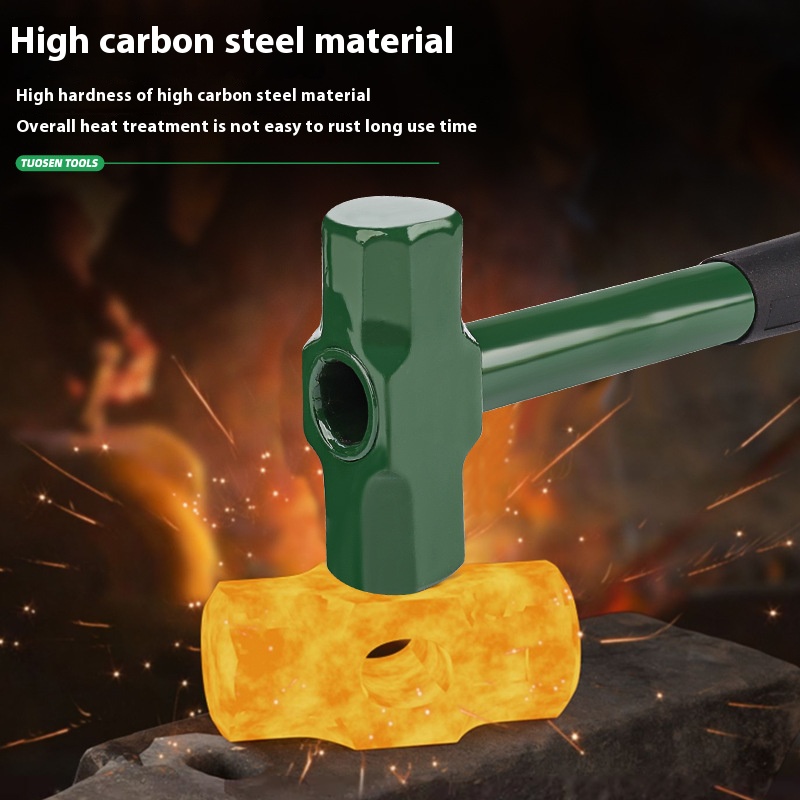 High carbon steel material
High hardness of high carbon steel material
Overall heat treatment is not easy to rust long use time
TUOSEN TOOLS